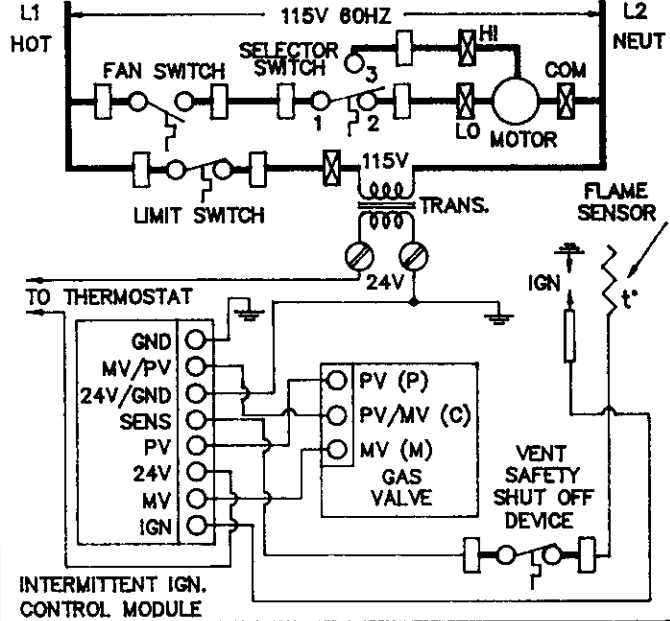 L1
115V 60HZ
L2
HOT
NEUT
SELECTOR
SWITCH
HI
3
FAN SWITCH
COM
1
2
LO
MOTOR
115V
LIMIT SWITCH
TRANS.
FLAME
SENSOR
24V
IGN
t°
TO THERMOSTAT
GND
MV/PV
24V/GND
SENS
PV
24V
MV
IGN
PV (P)
PV/MV (C)
MV (M)
GAS
VALVE
VENT
SAFETY
SHUT OFF
DEVICE
INTERMITTENT IGN.
CONTROL MODULE